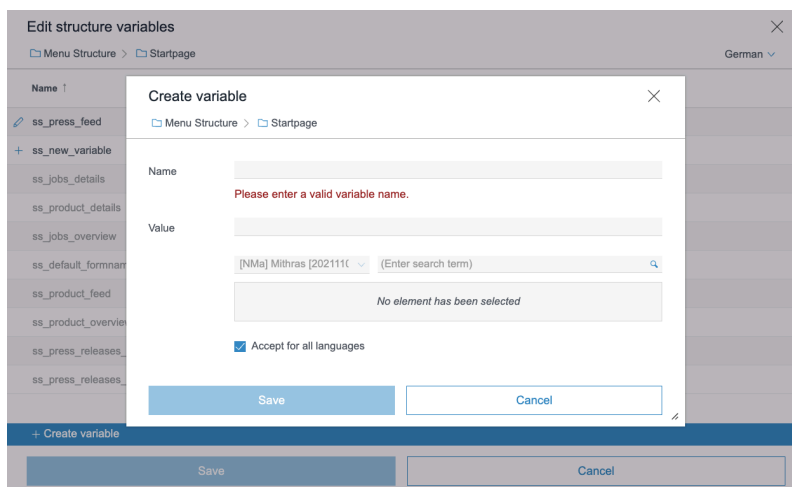 Edit structure variables
Menu Structure > Startpage
German
Name ↑
ss_press_feed
ss_new_variable
ss_jobs_details
ss_product_details
ss_jobs_overview
ss_default_formnam
ss_product_feed
ss_product_overview
ss_press_releases_
ss_press_releases_
+ Create variable
Save
Cancel
Create variable
Menu Structure > Startpage
Name
Please enter a valid variable name.
Value
[NMa] Mithras [2021110 (Enter search term)
No element has been selected
Accept for all languages
Save
Cancel